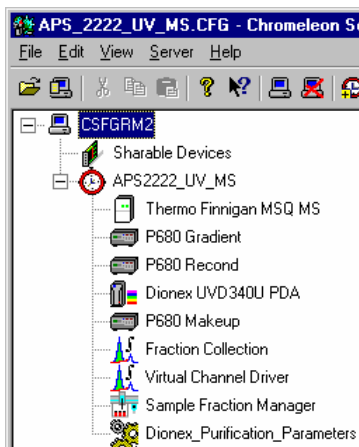 APS_2222_UV_MS.CFG - Chromeleon S
File Edit View Server Help
CSFGRM2
Sharable Devices
APS2222_UV_MS
Thermo Finnigan MSQ MS
P680 Gradient
P680 Recond
Dionex UVD340U PDA
P680 Makeup
Fraction Collection
Virtual Channel Driver
Sample Fraction Manager
Dionex_Purification_Parameters